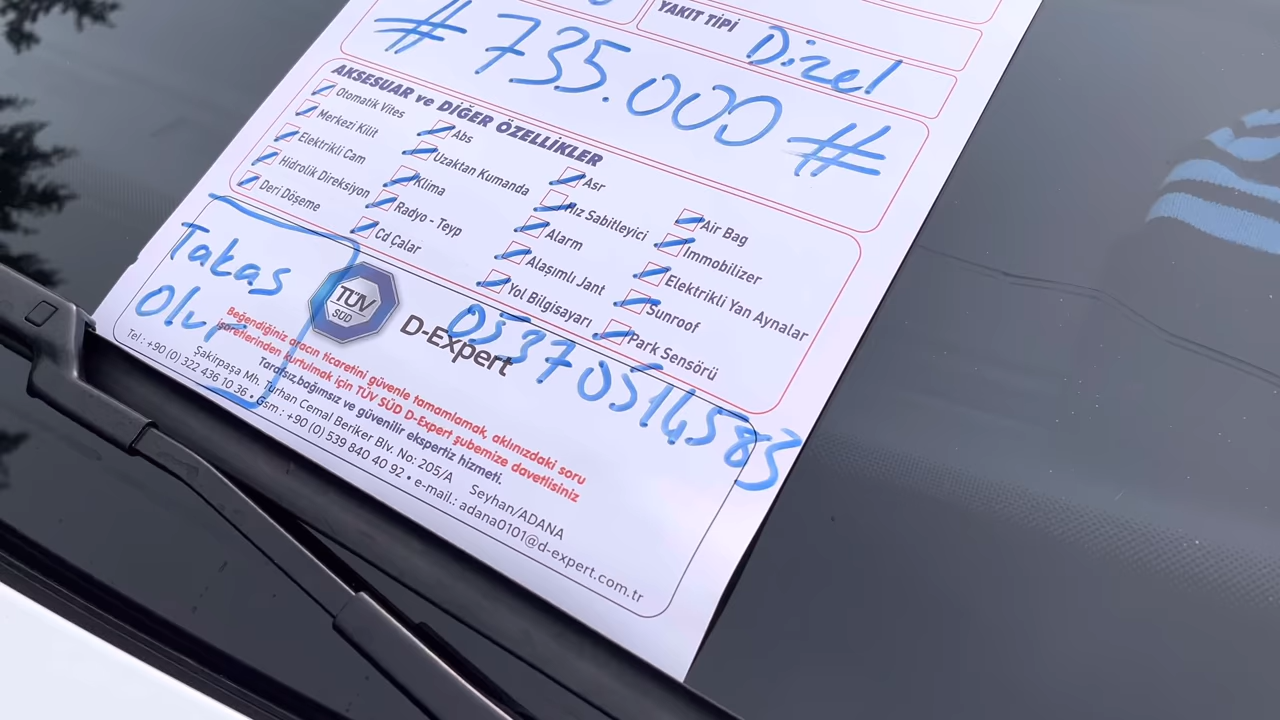 YAKIT TİPİ Dizel
# 735.000 #
AKSESUAR ve DİĞER ÖZELLİKLER
Otomatik Vites
Merkezi Kilit
Elektrikli Cam
Hidrolik Direksiyon
Deri Döşeme
Abs
Uzaktan Kumanda
Klima
Radyo - Teyp
Cd Çalar
Asr
Hız Sabitleyici
Alarm
Alaşımlı Jant
Yol Bilgisayarı
Air Bag
Immobilizer
Elektrikli Yan Aynalar
Sunroof
Park Sensörü
Takas
Olur
TÜV
SÜD
D-Expert
05370514583
Beğendiğiniz aracın ticaretini güvenle tamamlamak, aklınızdaki soru
işaretlerinden kurtulmak için TÜV SÜD D-Expert şubemize davetlisiniz
Tarafsız,bağımsız ve güvenilir ekspertiz hizmeti.
Şakirpaşa Mh. Turhan Cemal Beriker Blv. No: 205/A Seyhan/ADANA
Tel : +90 (0) 322 436 10 36 • Gsm : +90 (0) 539 840 40 92 • e-mail.: adana0101@d-expert.com.tr